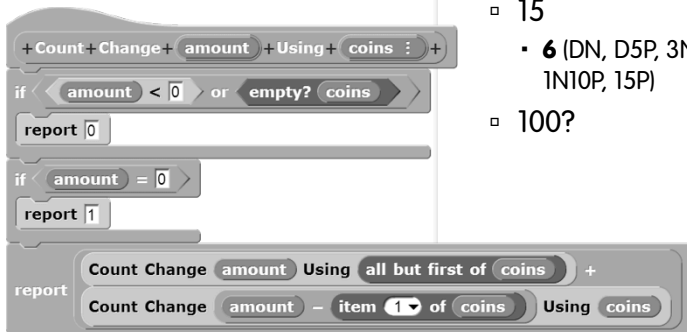 +Count+Change+ amount +Using+ coins ⋮ +
if amount < 0 or empty? coins
report 0
if amount = 0
report 1
report Count Change amount Using all but first of coins +
Count Change amount – item 1 of coins Using coins
15
6 (DN, D5P,
1N10P, 15P)
100?